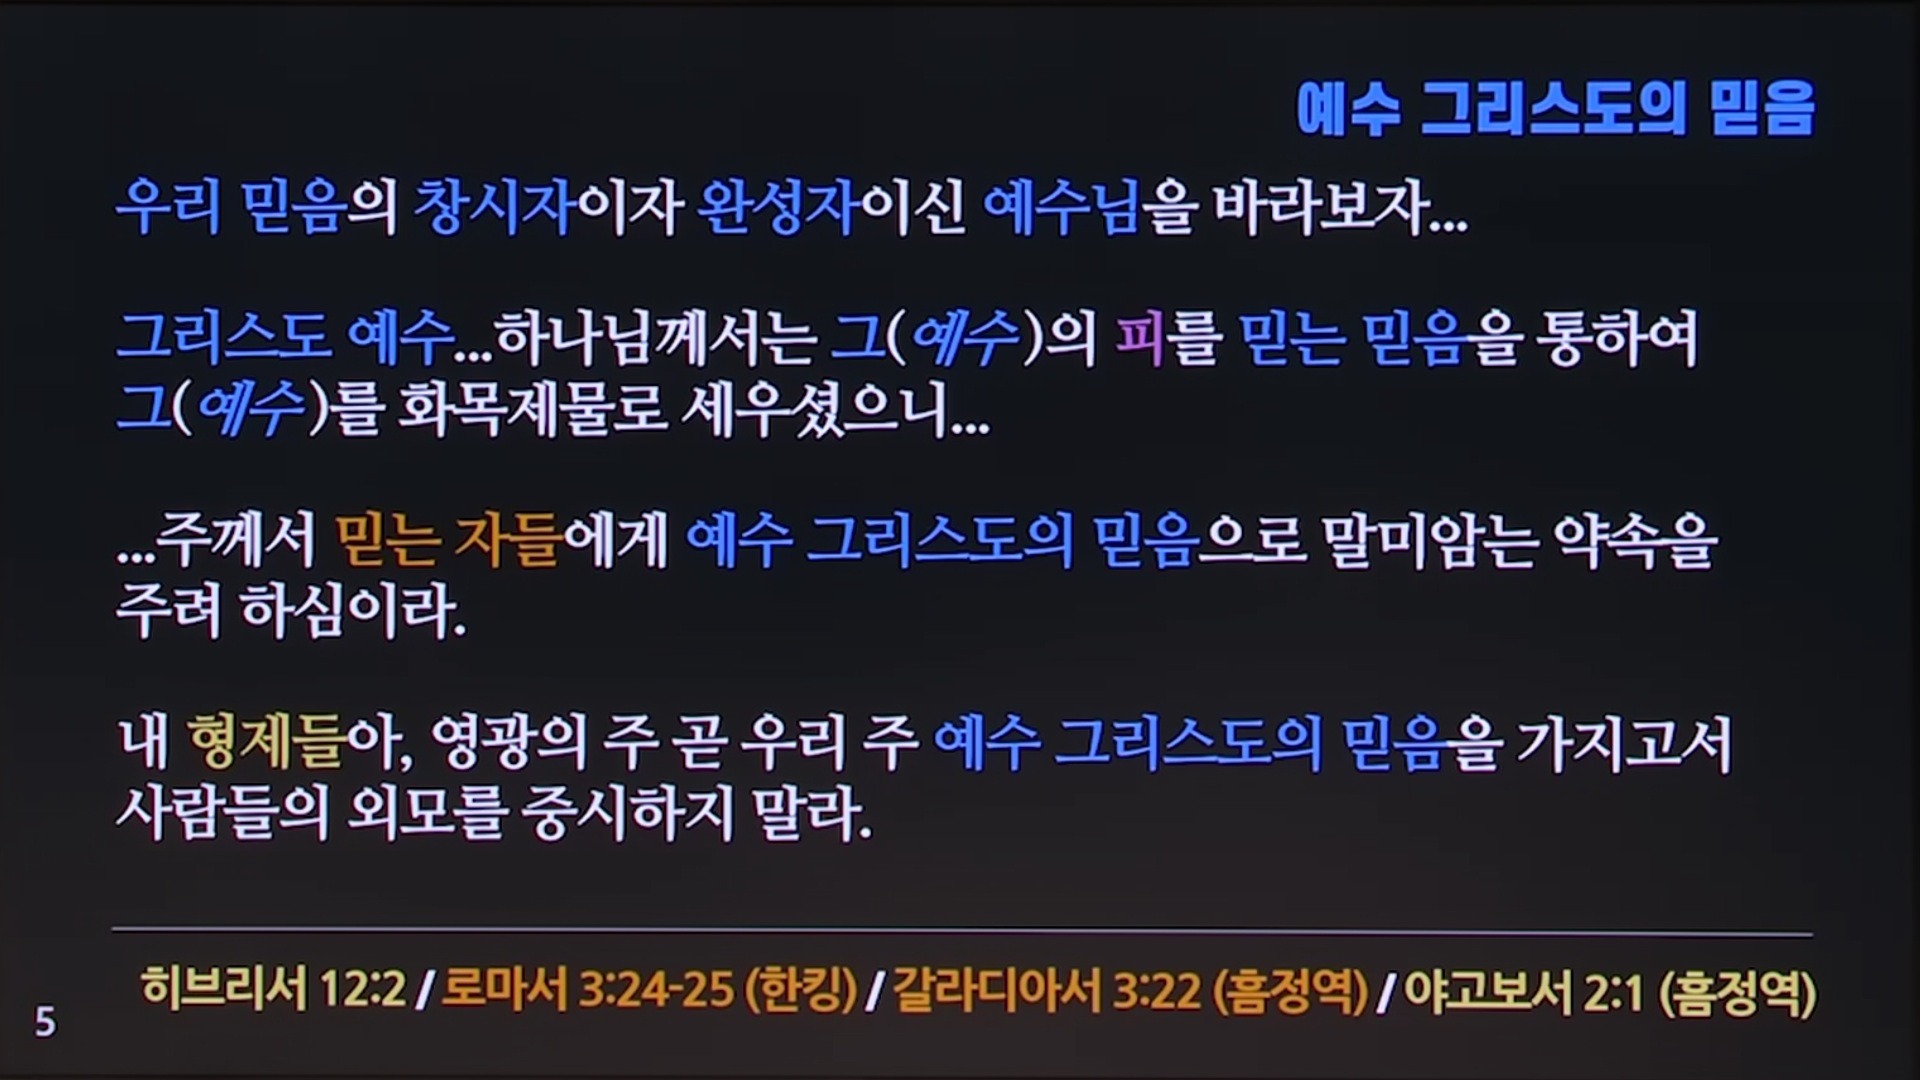 예수 그리스도의 믿음
우리 믿음의 창시자이자 완성자이신 예수님을 바라보자...
그리스도 예수...하나님께서는 그(예수)의 피를 믿는 믿음을 통하여
그(예수)를 화목제물로 세우셨으니...
...주께서 믿는 자들에게 예수 그리스도의 믿음으로 말미암는 약속을
주려 하심이라.
내 형제들아, 영광의 주 곧 우리 주 예수 그리스도의 믿음을 가지고서
사람들의 외모를 중시하지 말라.
히브리서 12:2 / 로마서 3:24-25 (한킹) / 갈라디아서 3:22 (흠정역) / 야고보서 2:1 (흠정역)
5